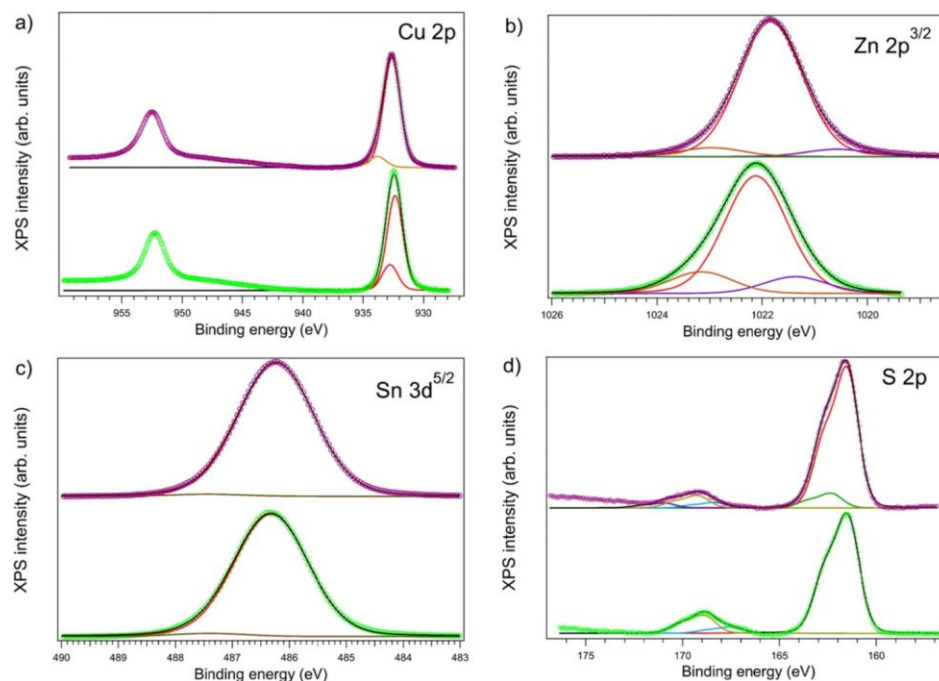 a)
Cu 2p
XPS intensity (arb. units)
955 950 945 940 935 930
Binding energy (eV)
b)
Zn 2p3/2
XPS intensity (arb. units)
1026 1024 1022 1020
Binding energy (eV)
c)
Sn 3d5/2
XPS intensity (arb. units)
490 489 488 487 486 485 484 483
Binding energy (eV)
d)
S 2p
XPS intensity (arb. units)
175 170 165 160
Binding energy (eV)